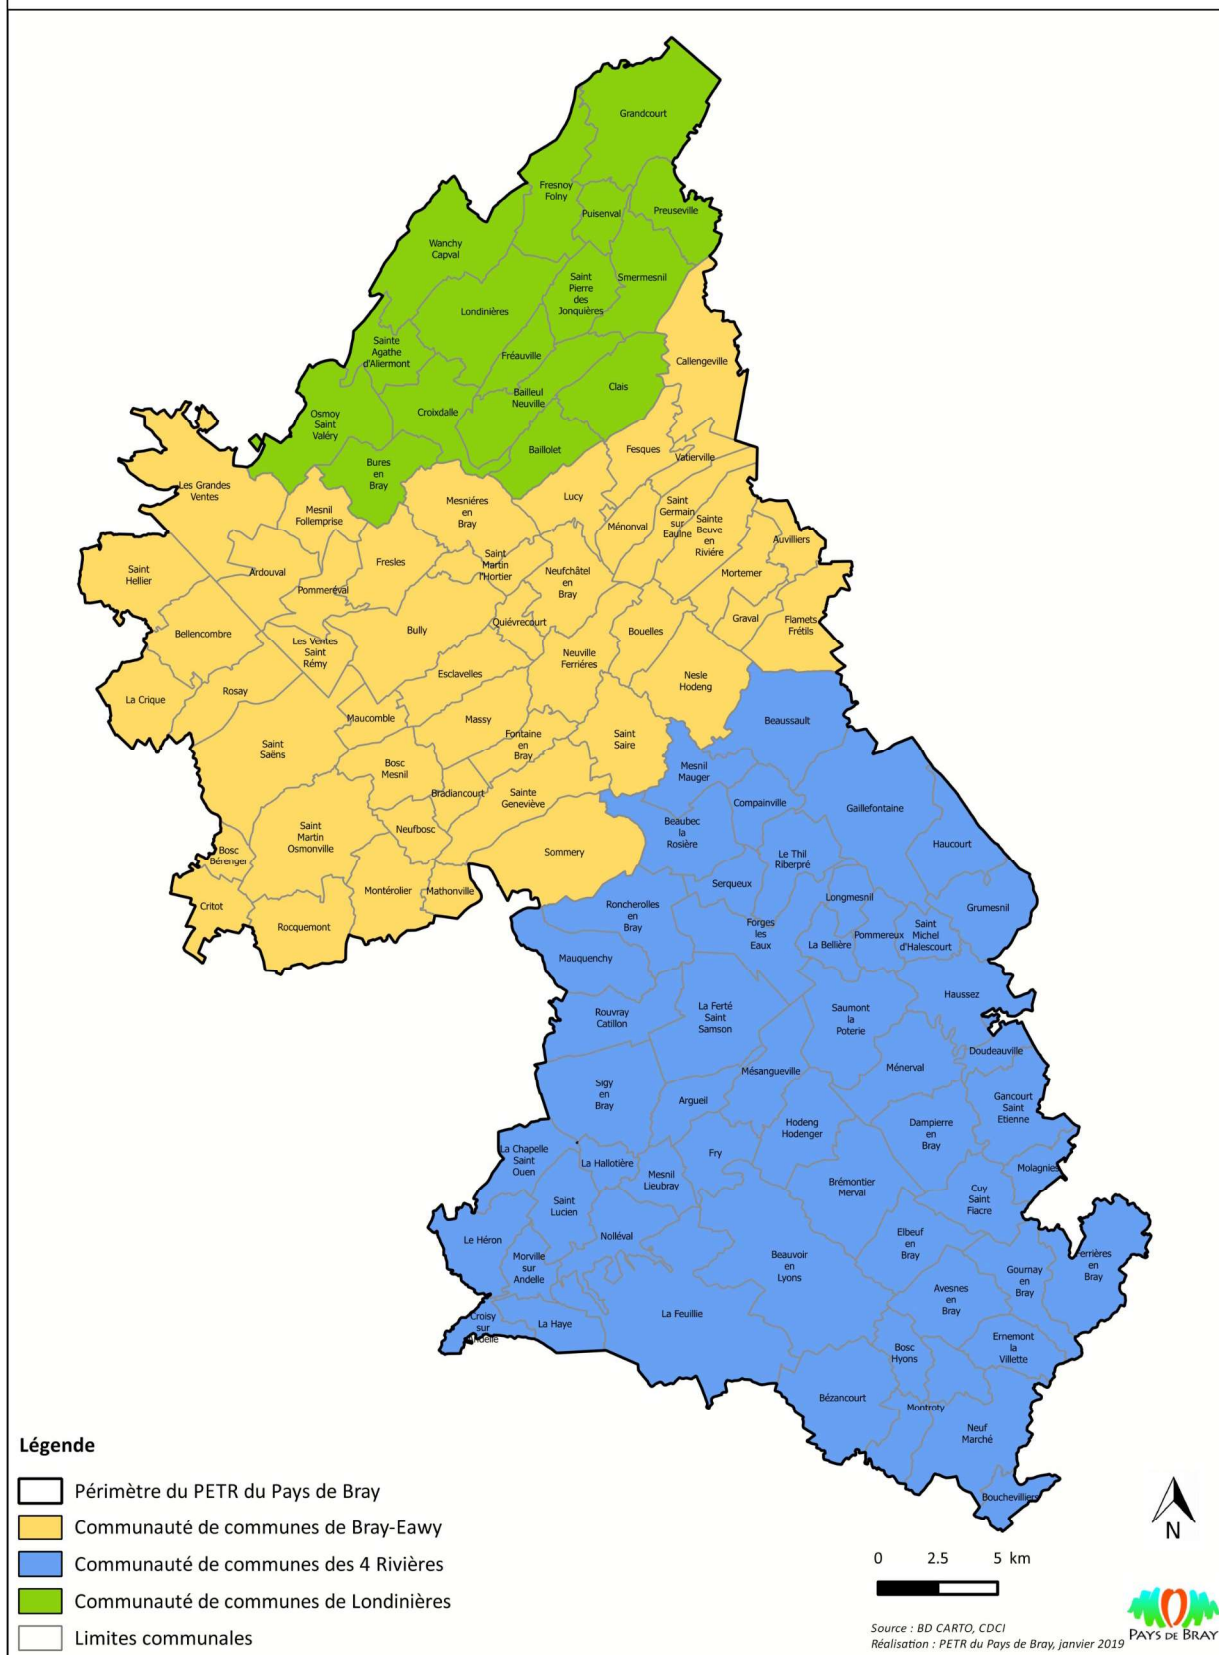 Grandcourt
Fresnoy
Folny
Puisenval
Preuseville
Wanchy
Capval
Smermesnil
Saint
Pierre
des
Jonquières
Londinières
Sainte
Agathe
d'Aliermont
Fréauville
Callengeville
Clais
Bailleul
Neuville
Croixdalle
Osmoy
Saint
Valéry
Baillolet
Bures
en
Bray
Fesques
Vatierville
Les Grandes
Ventes
Mesnil
Follemprise
Mesniéres
en
Bray
Lucy
Ménonval
Saint
Germain
sur
Eaulne
Sainte
Beuve
en
Riviére
Auvilliers
Saint
Hellier
Ardouval
Pommeréval
Fresles
Saint
Martin
l'Hortier
Neufchâtel
en
Bray
Mortemer
Graval
Flamets
Frétils
Bellencombre
Les Ventes
Saint
Rémy
Bully
Quiévrecourt
Bouelles
Neuville
Ferriéres
Nesle
Hodeng
La Crique
Rosay
Esclavelles
Maucomble
Massy
Saint
Saëns
Fontaine
en
Bray
Saint
Saire
Beaussault
Bosc
Mesnil
Bradiancourt
Sainte
Geneviève
Mesnil
Mauger
Compainville
Gaillefontaine
Saint
Martin
Osmonville
Neufbosc
Beaubec
la
Rosière
Haucourt
Bosc
Bérenger
Sommery
Le Thil
Riberpré
Critot
Montérolier
Mathonville
Serqueux
Longmesnil
Grumesnil
Rocquemont
Roncherolles
en
Bray
Forges
les
Eaux
La Bellière
Pommereux
Saint
Michel
d'Halescourt
Mauquenchy
Haussez
Rouvray
Catillon
La Ferté
Saint
Samson
Saumont
la
Poterie
Doudeauville
Mésangueville
Ménerval
Sigy
en
Bray
Argueil
Gancourt
Saint
Etienne
Hodeng
Hodenger
Dampierre
en
Bray
La Chapelle
Saint
Ouen
La Hallotière
Mesnil
Lieubray
Fry
Molagnies
Brémontier
Merval
Cuy
Saint
Fiacre
Saint
Lucien
Le Héron
Nolléval
Elbeuf
en
Bray
Morville
sur
Andelle
Beauvoir
en
Lyons
Gournay
en
Bray
Ferrières
en
Bray
Avesnes
en
Bray
Croisy
sur
Andelle
La Haye
La Feuillie
Ernemont
la
Villette
Bosc
Hyons
Bézancourt
Montroty
Neuf
Marché
Bouchevilliers
Légende
Périmètre du PETR du Pays de Bray
Communauté de communes de Bray-Eawy
Communauté de communes des 4 Rivières
Communauté de communes de Londinières
Limites communales
N
0 2.5 5 km
Source : BD CARTO, CDCI
Réalisation : PETR du Pays de Bray, janvier 2019
PAYS DE BRAY